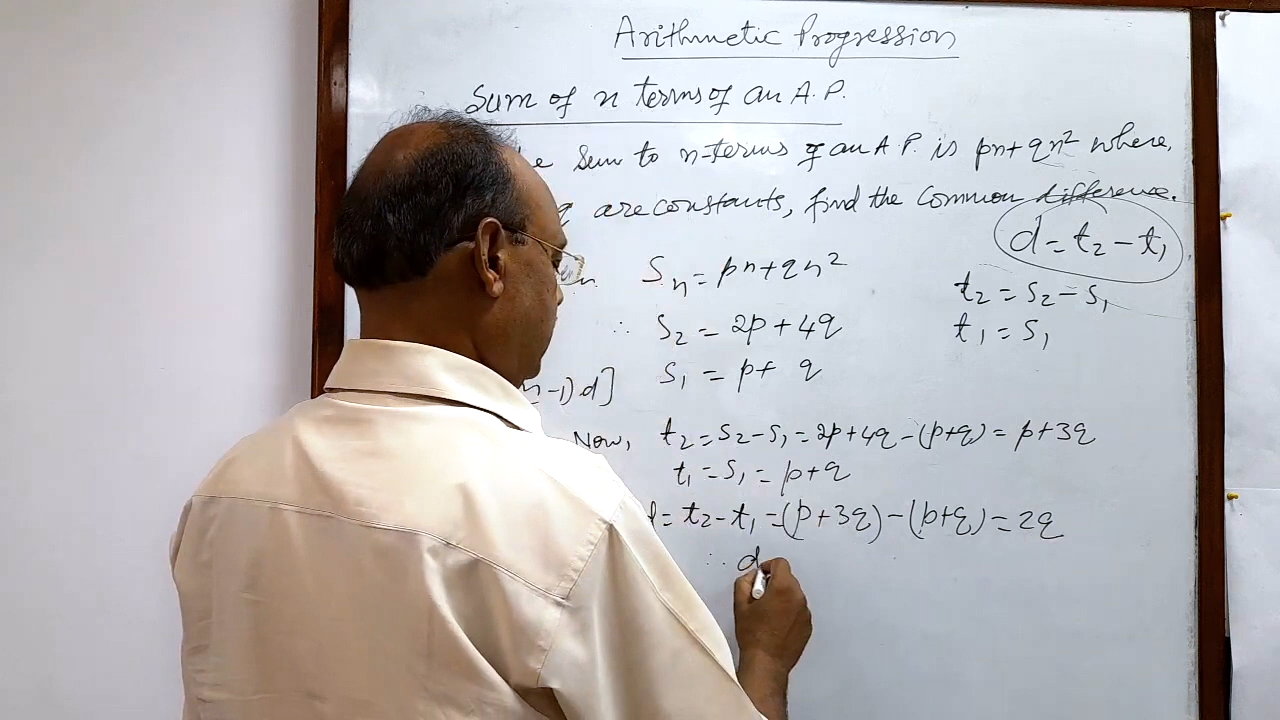 Arithmetic Progression
Sum of n terms of an A.P.
Sum to n-terms of an A.P. is pn+qn² where,
q are constants, find the common difference.
d=t₂-t₁
Sₙ=pn+qn²
t₂=S₂-S₁
∴ S₂=2p+4q
t₁=S₁
S₁=p+q
n-1)d]
Now, t₂=S₂-S₁=2p+4q-(p+q)=p+3q
t₁=S₁=p+q
d=t₂-t₁=(p+3q)-(p+q)=2q
∴ d